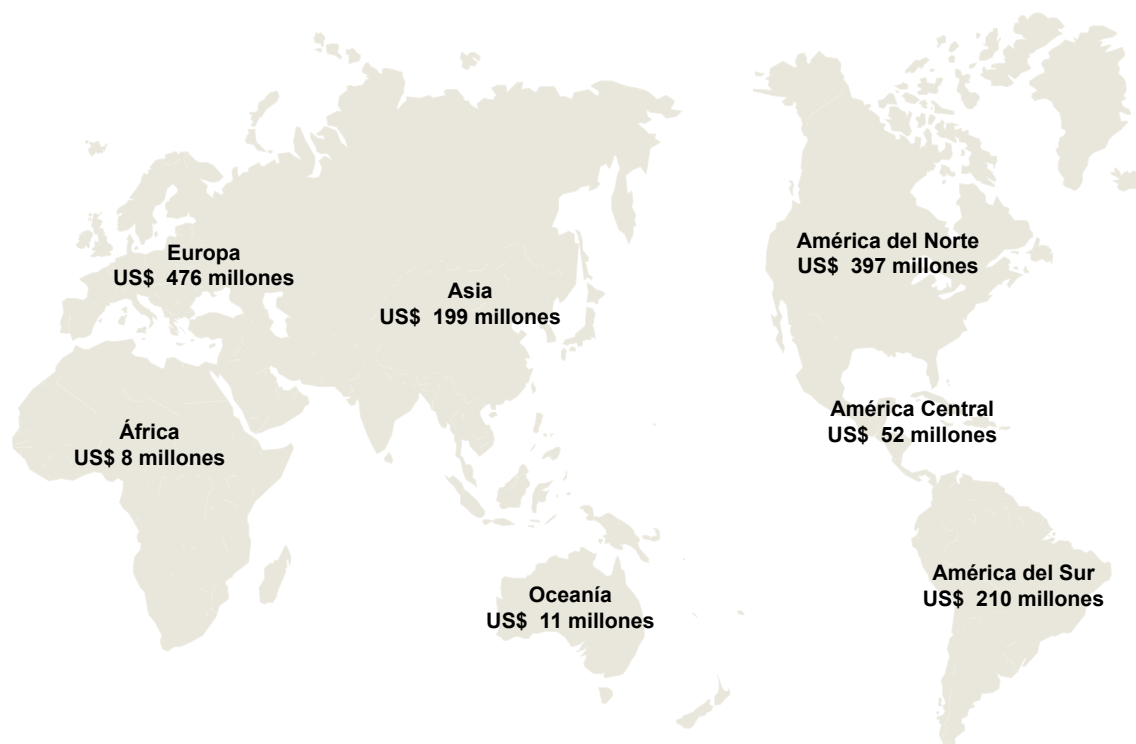 Europa
US$ 476 millones
Asia
US$ 199 millones
América del Norte
US$ 397 millones
África
US$ 8 millones
América Central
US$ 52 millones
Oceanía
US$ 11 millones
América del Sur
US$ 210 millones